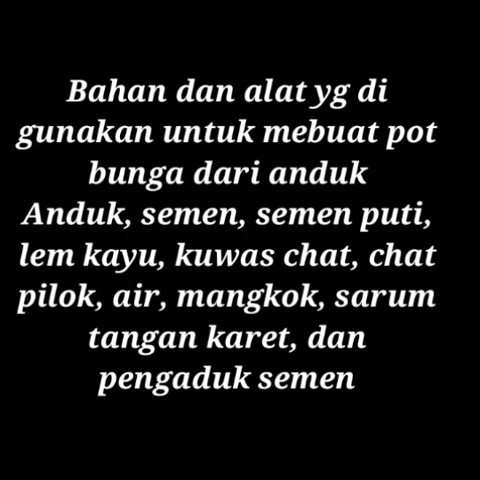 Bahan dan alat yg di
gunakan untuk mebuat pot
bunga dari anduk
Anduk, semen, semen puti,
lem kayu, kuwas chat, chat
pilok, air, mangkok, sarum
tangan karet, dan
pengaduk semen